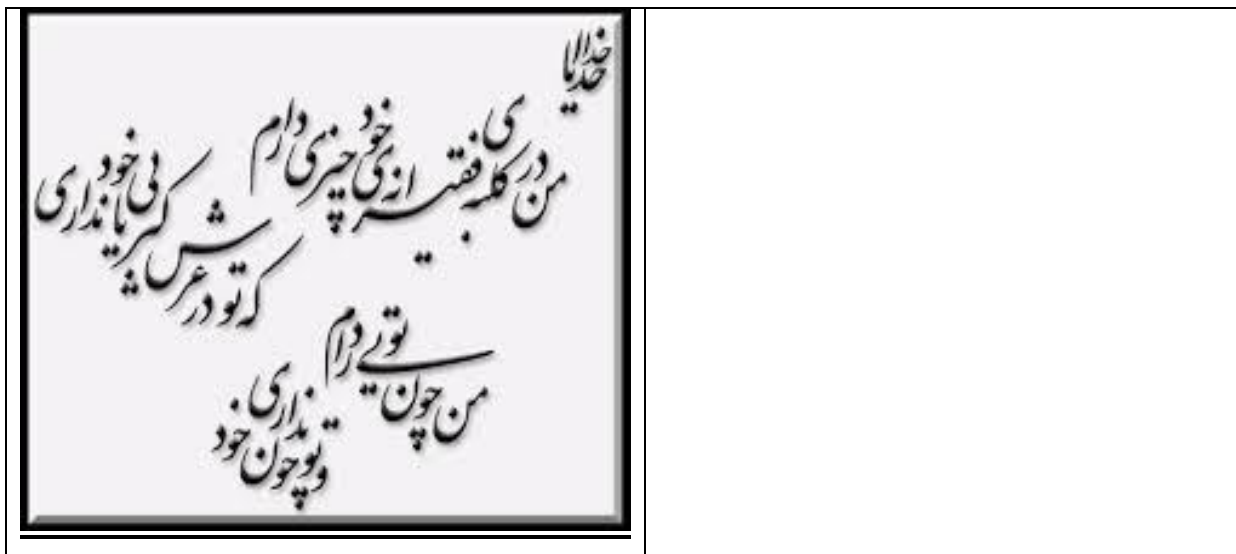 خدایا
من در کلبه ی فقیرانه ی خود چیزی دارم
که تو در عرش کبریایی خود نداری
من چون تویی دارم
و تو چون خود نداری